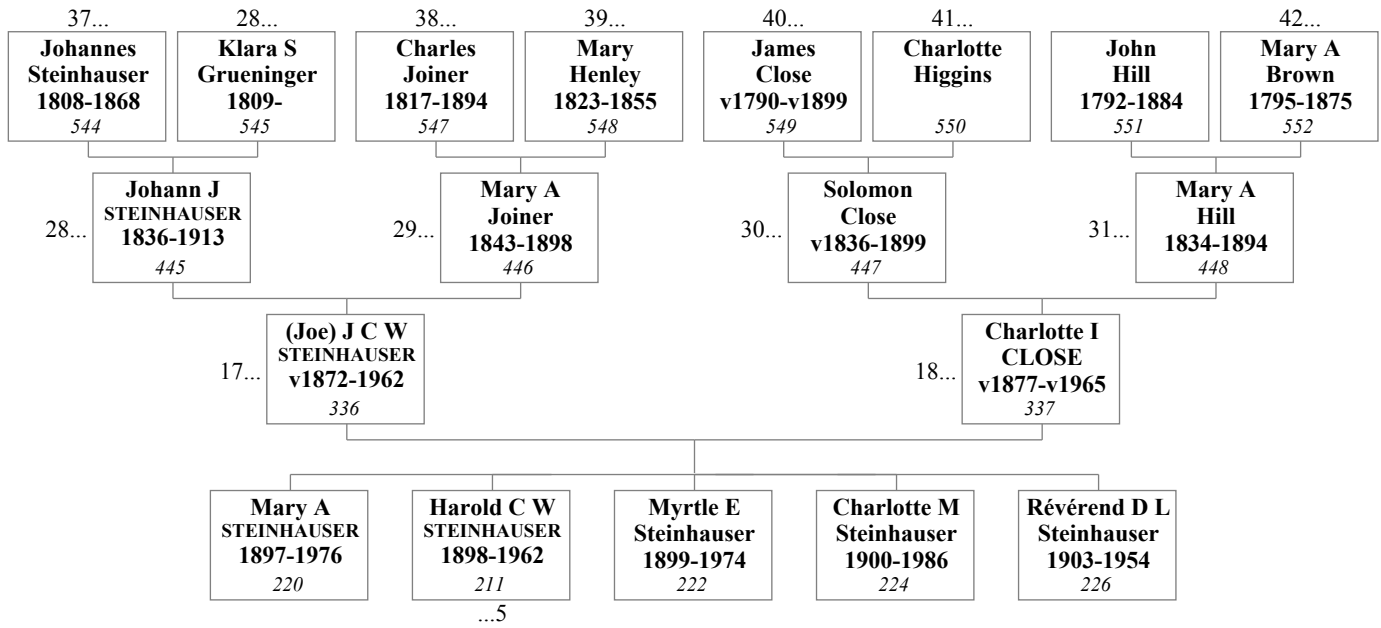 37...
28...
38...
39...
40...
41...
42...
Johannes
Steinhauser
1808-1868
544
Klara S
Grueninger
1809-
545
Charles
Joiner
1817-1894
547
Mary
Henley
1823-1855
548
James
Close
v1790-v1899
549
Charlotte
Higgins
550
John
Hill
1792-1884
551
Mary A
Brown
1795-1875
552
28...
Johann J
STEINHAUSER
1836-1913
445
29...
Mary A
Joiner
1843-1898
446
30...
Solomon
Close
v1836-1899
447
31...
Mary A
Hill
1834-1894
448
17...
(Joe) J C W
STEINHAUSER
v1872-1962
336
18...
Charlotte I
CLOSE
v1877-v1965
337
Mary A
STEINHAUSER
1897-1976
220
Harold C W
STEINHAUSER
1898-1962
211
...5
Myrtle E
Steinhauser
1899-1974
222
Charlotte M
Steinhauser
1900-1986
224
Révérend D L
Steinhauser
1903-1954
226